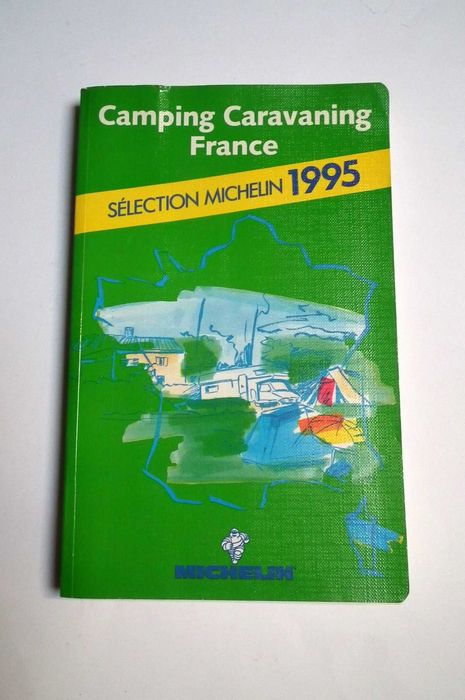 Camping Caravaning
France
SÉLECTION MICHELIN 1995
MICHELIN